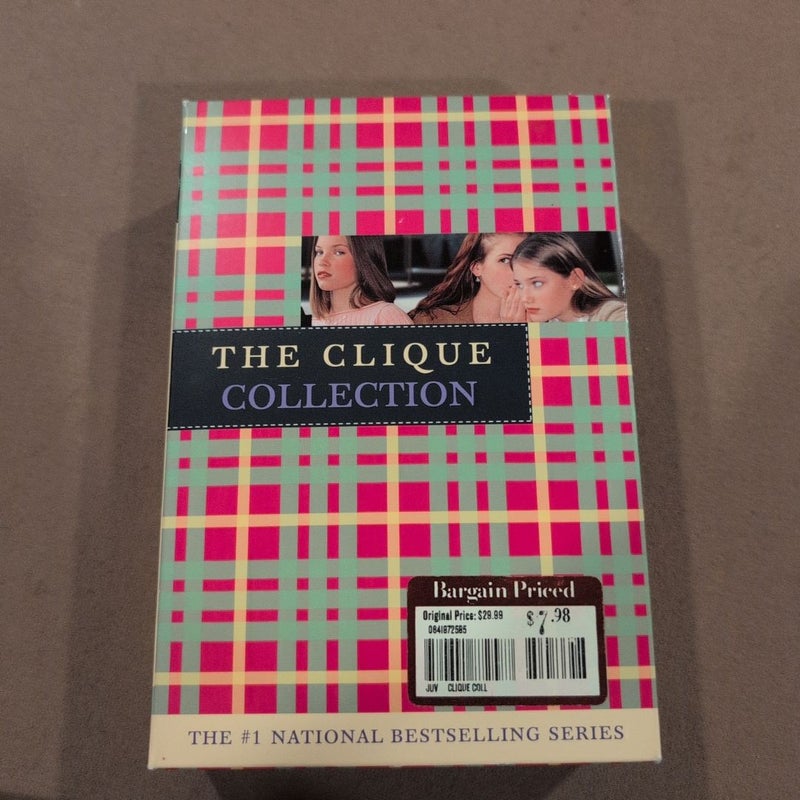 THE CLIQUE
COLLECTION
Bargain Priced
Original Price: $29.99
$7.98
0841872585
JUV CLIQUE COLL
THE #1 NATIONAL BESTSELLING SERIES